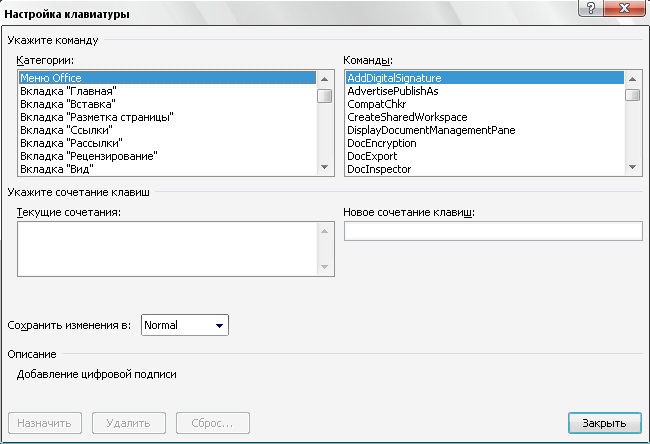 Настройка клавиатуры
Укажите команду
Категории:
Команды:
Меню Office
AddDigitalSignature
Вкладка "Главная"
AdvertisePublishAs
Вкладка "Вставка"
CompatChkr
Вкладка "Разметка страницы"
CreateSharedWorkspace
Вкладка "Ссылки"
DisplayDocumentManagementPane
Вкладка "Рассылки"
DocEncryption
Вкладка "Рецензирование"
DocExport
Вкладка "Вид"
DocInspector
Укажите сочетание клавиш
Текущие сочетания:
Новое сочетание клавиш:
Сохранить изменения в:
Normal
Описание
Добавление цифровой подписи
Назначить
Удалить
Сброс...
Закрыть